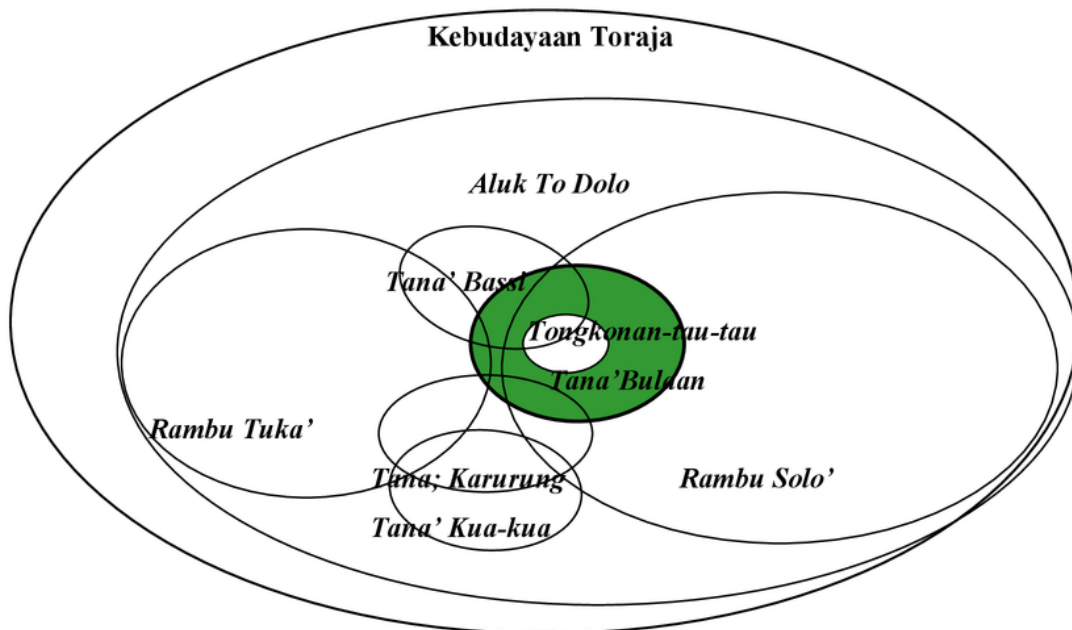 Kebudayaan Toraja
Aluk To Dolo
Tana’ Bassi
Tongkonan-tau-tau
Tana’Bulaan
Rambu Tuka’
Tana; Karurung
Rambu Solo’
Tana’ Kua-kua